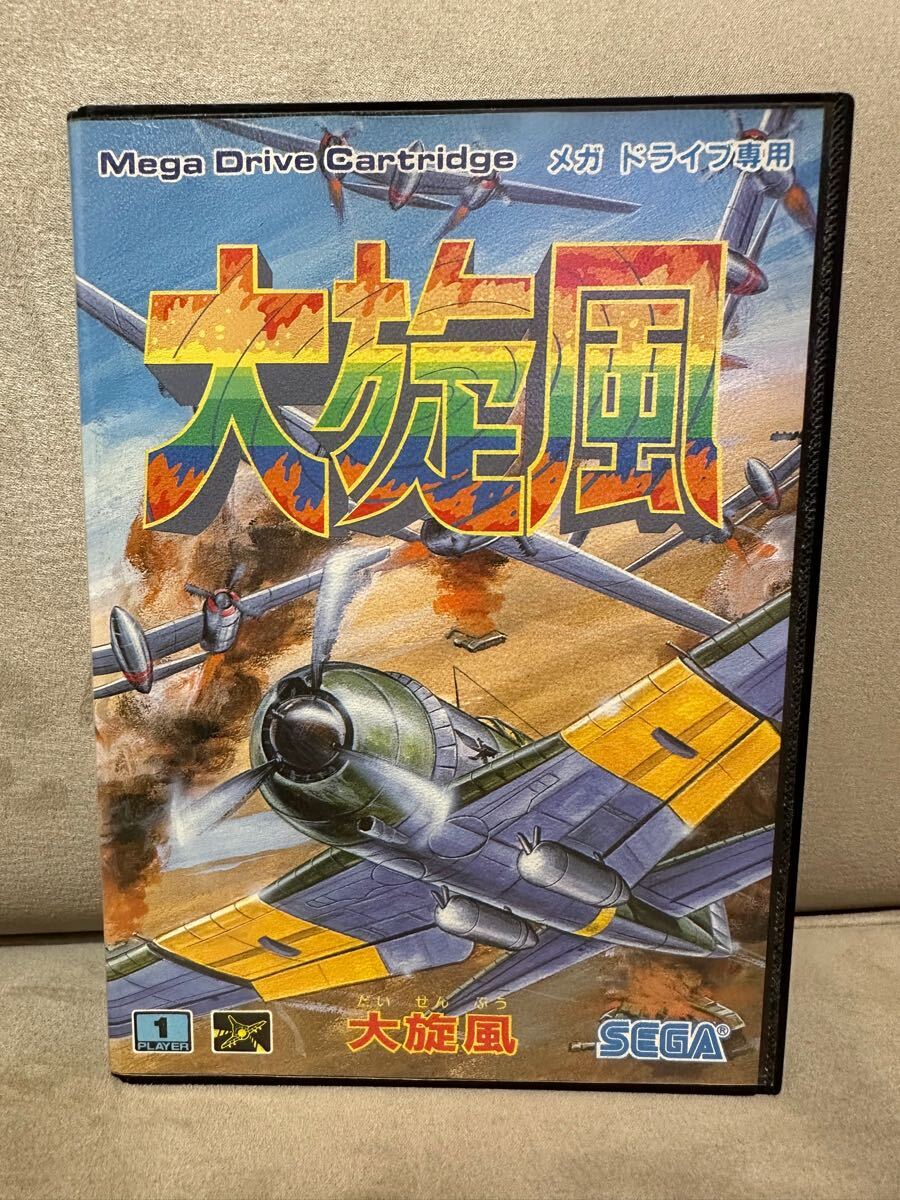 Mega Drive Cartridge メガ ドライブ専用
大旋風
だい せん ぷう
大旋風
1
PLAYER
SEGA®